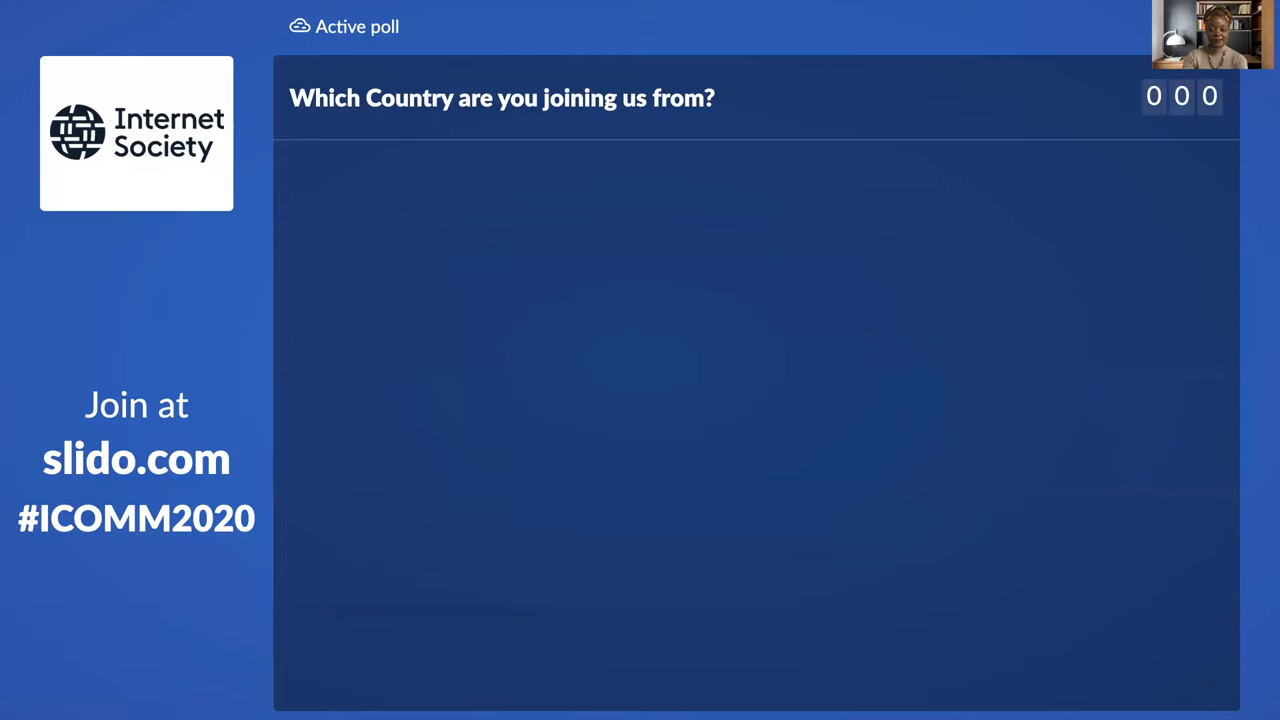 Active poll
Internet
Society
Which Country are you joining us from?
0 0 0
Join at
slido.com
#ICOMM2020